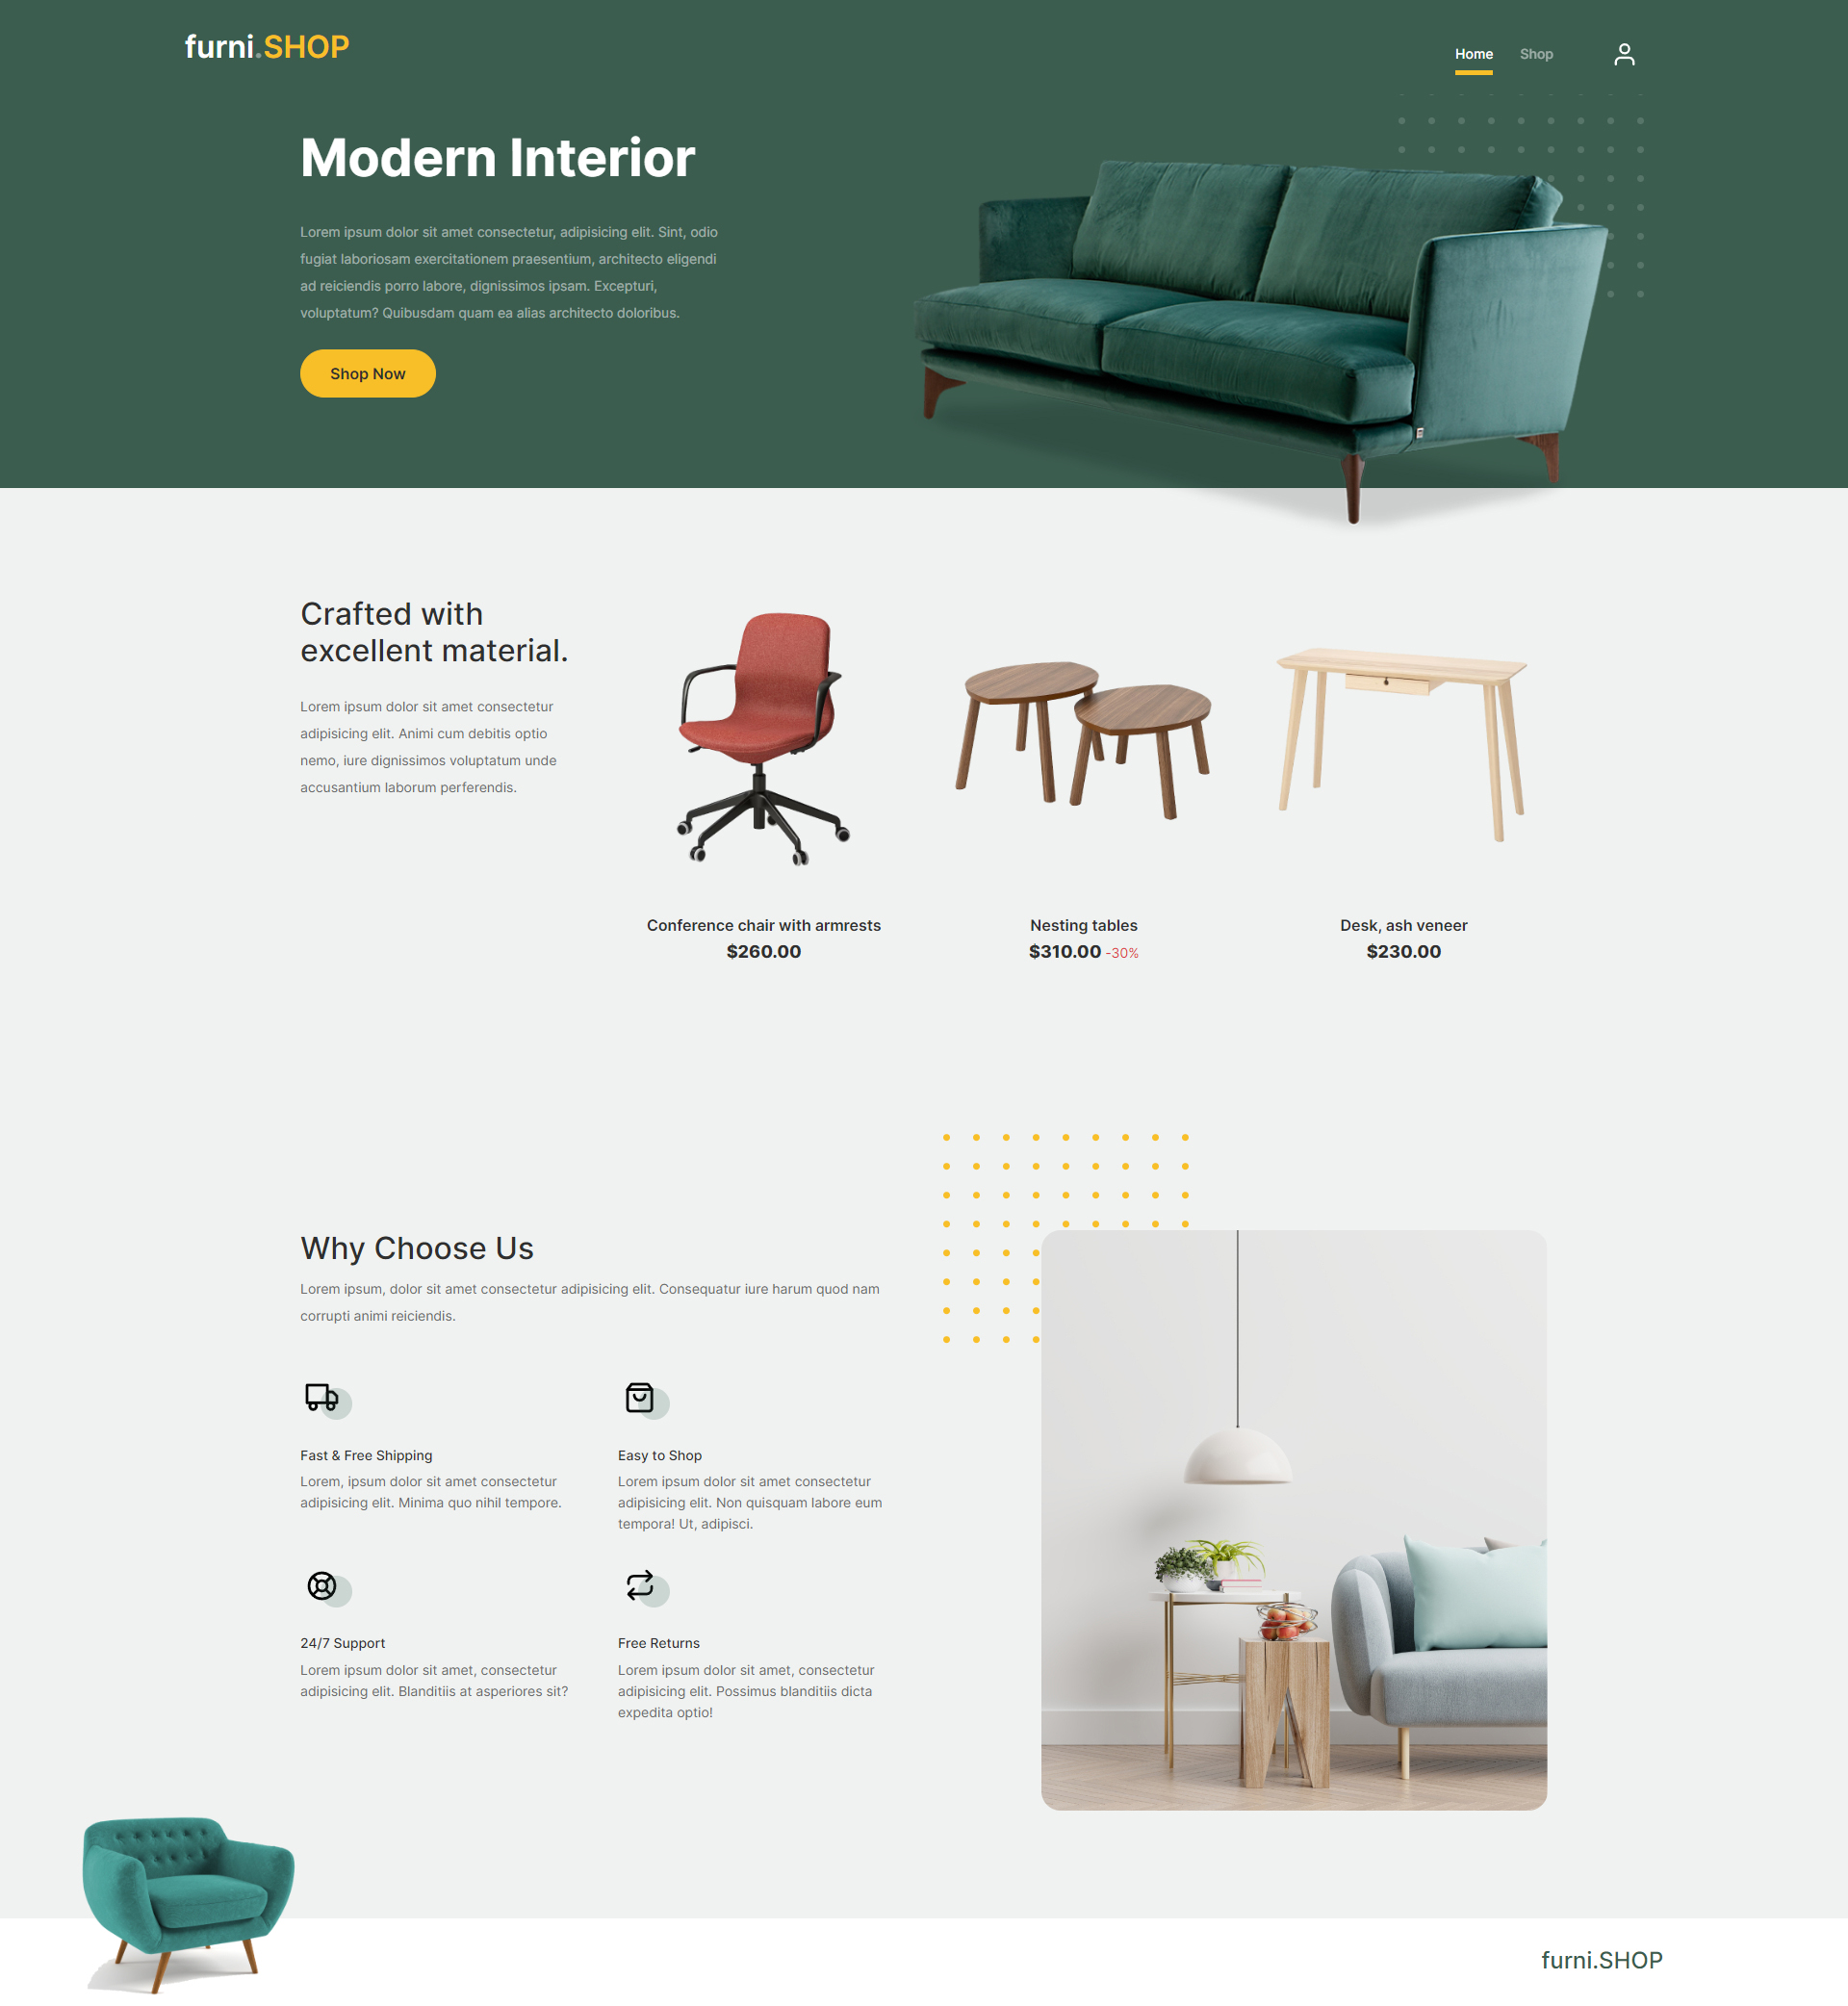 furni.SHOP
Home
Shop
Modern Interior
Lorem ipsum dolor sit amet consectetur, adipisicing elit. Sint, odio
fugiat laboriosam exercitationem praesentium, architecto eligendi
ad reiciendis porro labore, dignissimos ipsam. Excepturi,
voluptatum? Quibusdam quam ea alias architecto doloribus.
Shop Now
Crafted with
excellent material.
Lorem ipsum dolor sit amet consectetur
adipisicing elit. Animi cum debitis optio
nemo, iure dignissimos voluptatum unde
accusantium laborum perferendis.
Conference chair with armrests
$260.00
Nesting tables
$310.00 -30%
Desk, ash veneer
$230.00
Why Choose Us
Lorem ipsum, dolor sit amet consectetur adipisicing elit. Consequatur iure harum quod nam
corrupti animi reiciendis.
Fast & Free Shipping
Lorem, ipsum dolor sit amet consectetur
adipisicing elit. Minima quo nihil tempore.
Easy to Shop
Lorem ipsum dolor sit amet consectetur
adipisicing elit. Non quisquam labore eum
tempora! Ut, adipisci.
24/7 Support
Lorem ipsum dolor sit amet, consectetur
adipisicing elit. Blanditiis at asperiores sit?
Free Returns
Lorem ipsum dolor sit amet, consectetur
adipisicing elit. Possimus blanditiis dicta
expedita optio!
furni.SHOP